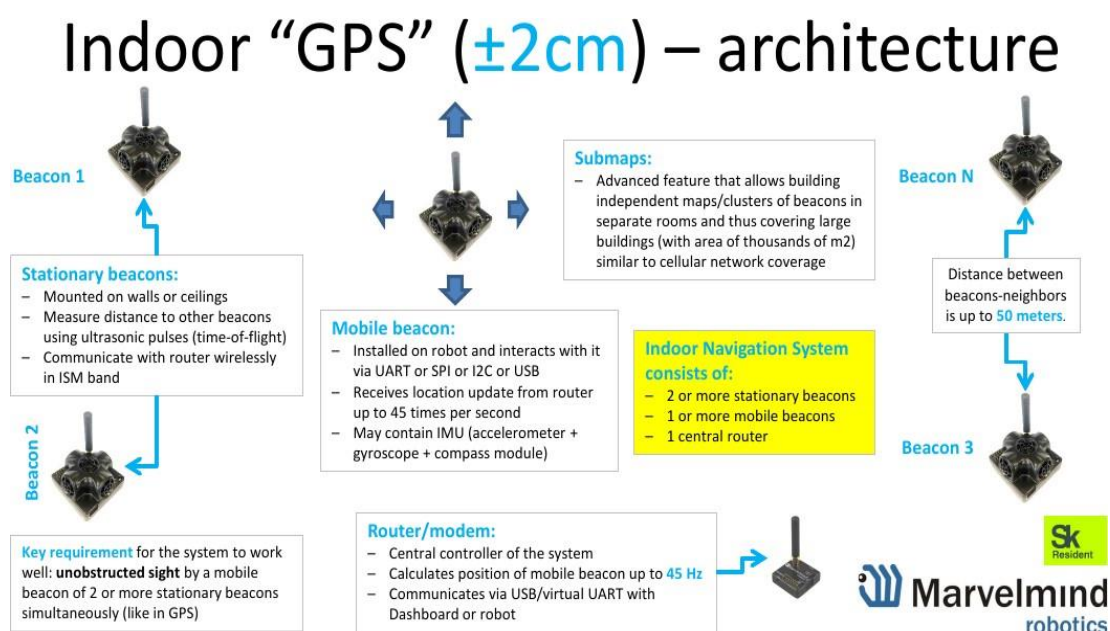 Indoor “GPS” (±2cm) – architecture
Beacon 1
Stationary beacons:
– Mounted on walls or ceilings
– Measure distance to other beacons
using ultrasonic pulses (time-of-flight)
– Communicate with router wirelessly
in ISM band
Beacon 2
Key requirement for the system to work
well: unobstructed sight by a mobile
beacon of 2 or more stationary beacons
simultaneously (like in GPS)
Mobile beacon:
– Installed on robot and interacts with it
via UART or SPI or I2C or USB
– Receives location update from router
up to 45 times per second
– May contain IMU (accelerometer +
gyroscope + compass module)
Submaps:
– Advanced feature that allows building
independent maps/clusters of beacons in
separate rooms and thus covering large
buildings (with area of thousands of m2)
similar to cellular network coverage
Indoor Navigation System
consists of:
– 2 or more stationary beacons
– 1 or more mobile beacons
– 1 central router
Router/modem:
– Central controller of the system
– Calculates position of mobile beacon up to 45 Hz
– Communicates via USB/virtual UART with
Dashboard or robot
Beacon N
Distance between
beacons-neighbors
is up to 50 meters.
Beacon 3
Sk
Resident
Marvelmind
robotics